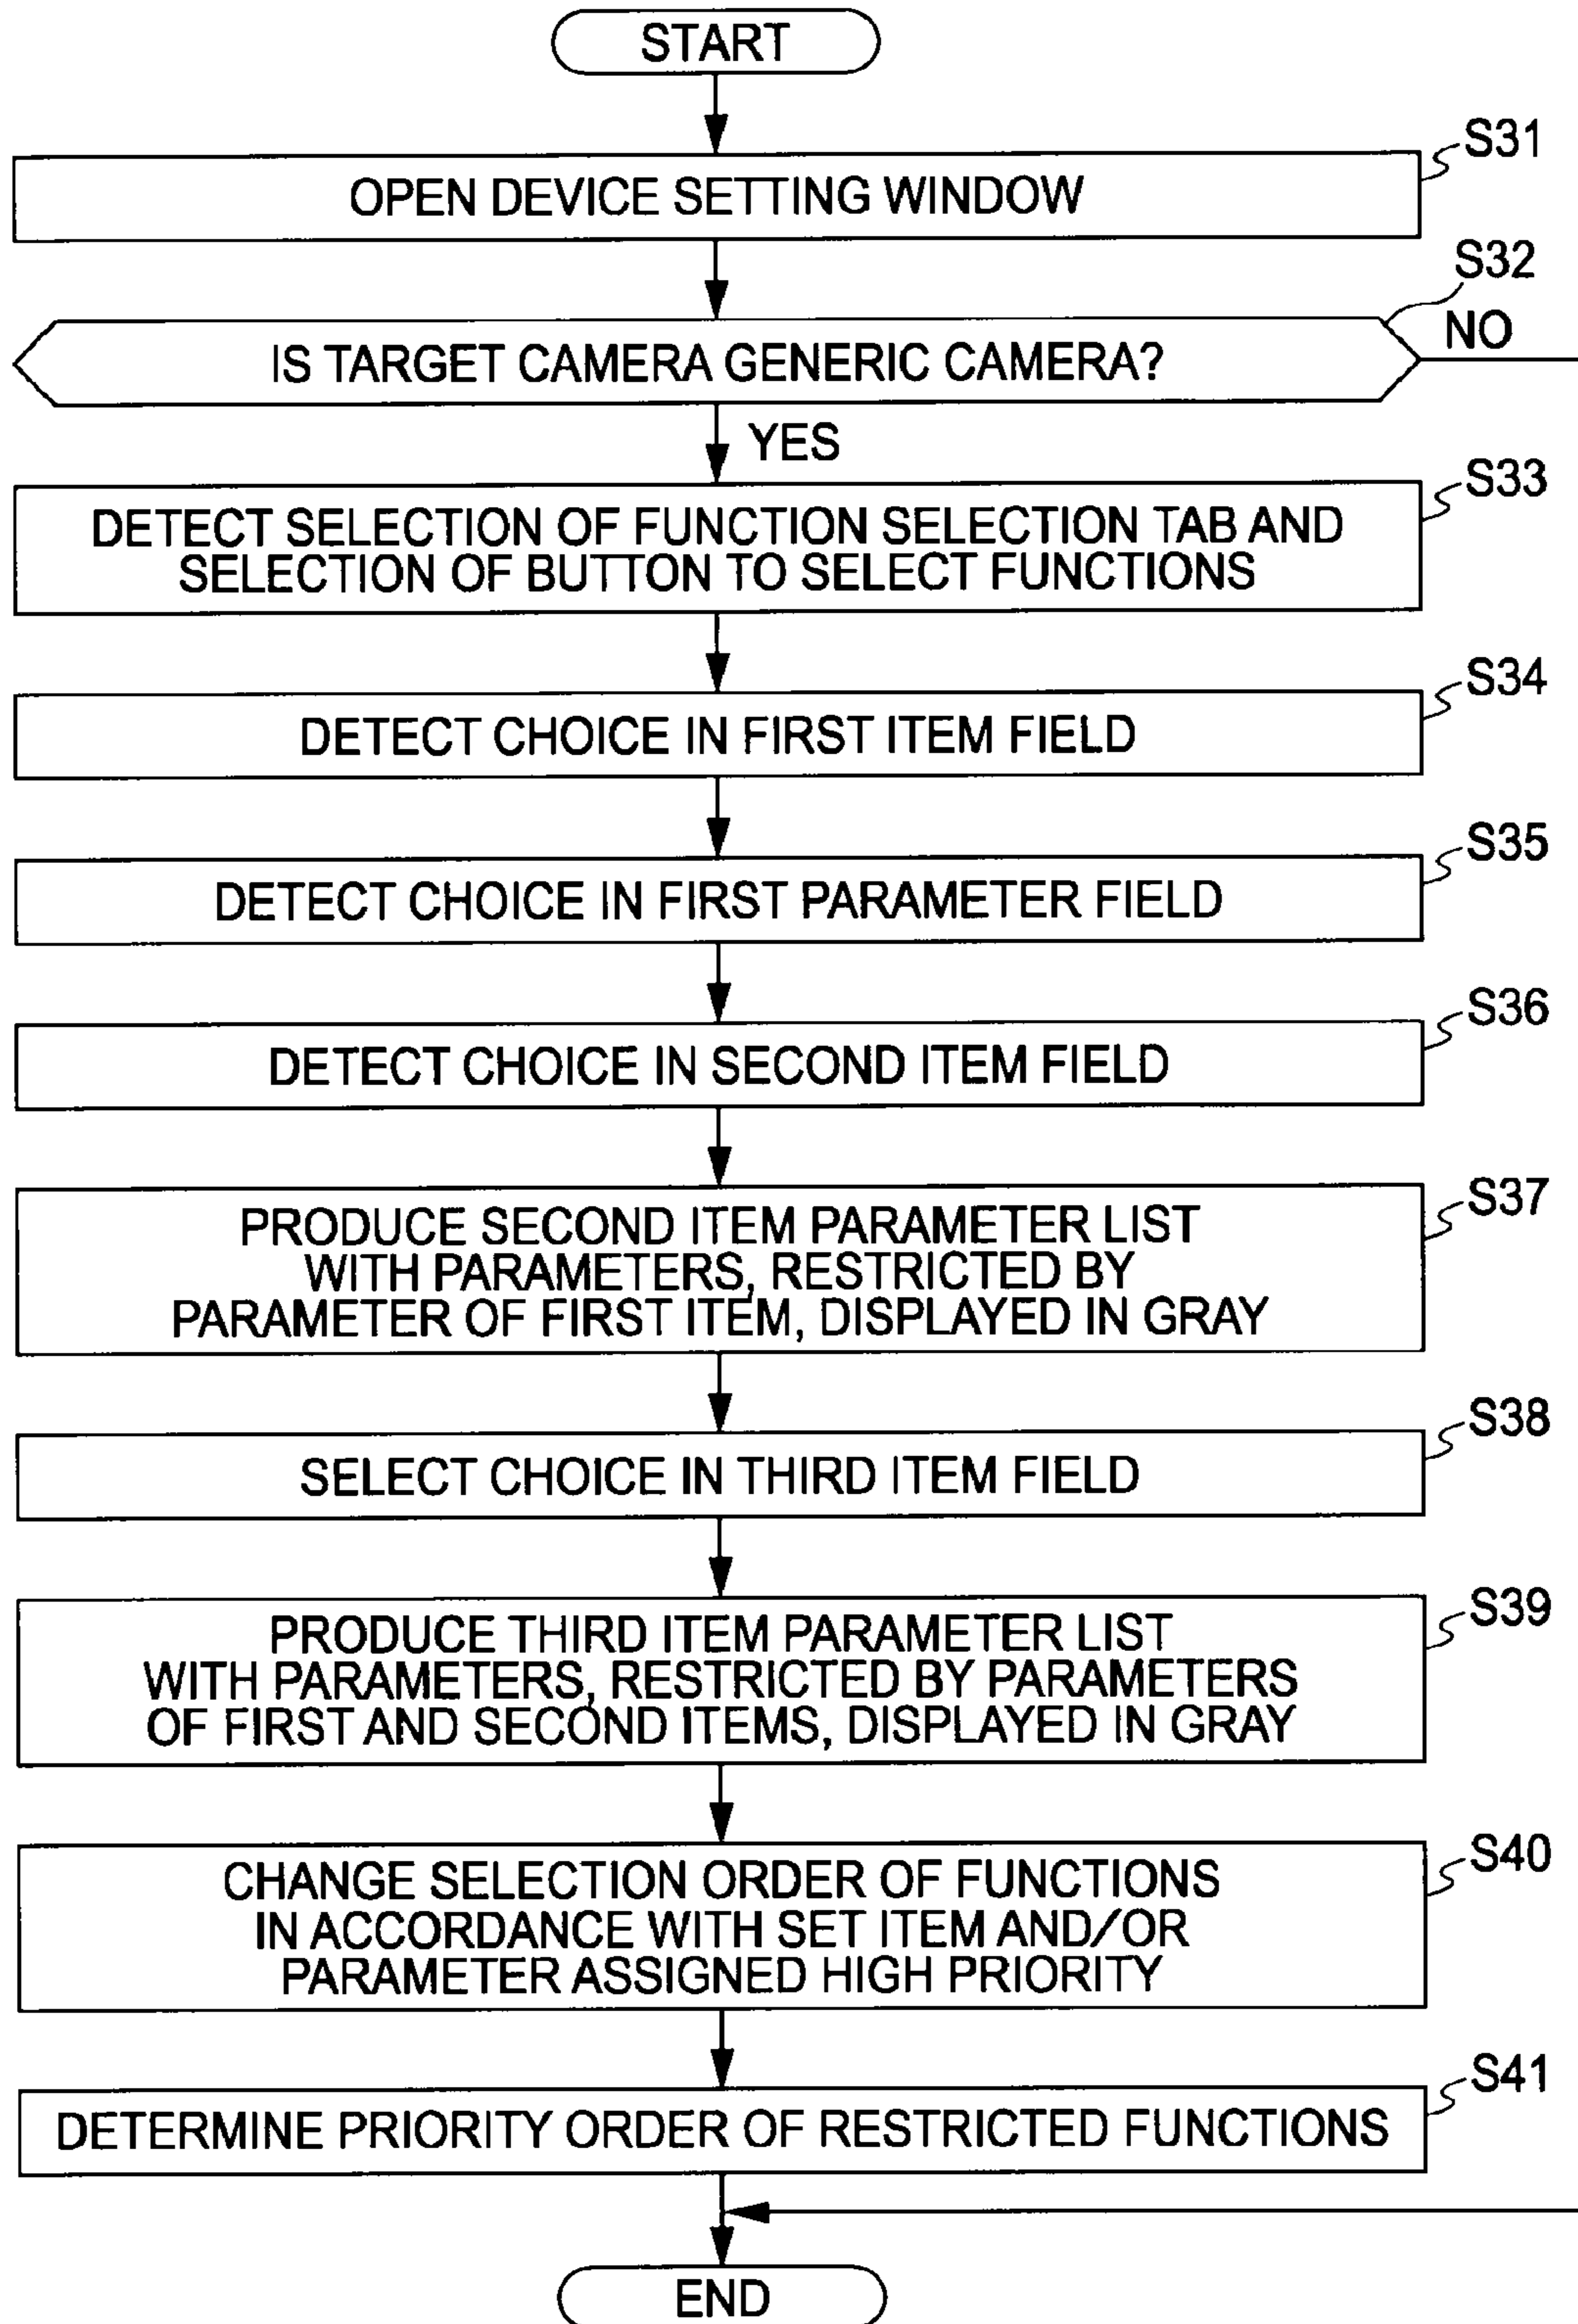 START
S31
OPEN DEVICE SETTING WINDOW
S32
IS TARGET CAMERA GENERIC CAMERA?
NO
YES
S33
DETECT SELECTION OF FUNCTION SELECTION TAB AND
SELECTION OF BUTTON TO SELECT FUNCTIONS
S34
DETECT CHOICE IN FIRST ITEM FIELD
S35
DETECT CHOICE IN FIRST PARAMETER FIELD
S36
DETECT CHOICE IN SECOND ITEM FIELD
S37
PRODUCE SECOND ITEM PARAMETER LIST
WITH PARAMETERS, RESTRICTED BY
PARAMETER OF FIRST ITEM, DISPLAYED IN GRAY
S38
SELECT CHOICE IN THIRD ITEM FIELD
S39
PRODUCE THIRD ITEM PARAMETER LIST
WITH PARAMETERS, RESTRICTED BY PARAMETERS
OF FIRST AND SECOND ITEMS, DISPLAYED IN GRAY
S40
CHANGE SELECTION ORDER OF FUNCTIONS
IN ACCORDANCE WITH SET ITEM AND/OR
PARAMETER ASSIGNED HIGH PRIORITY
S41
DETERMINE PRIORITY ORDER OF RESTRICTED FUNCTIONS
END